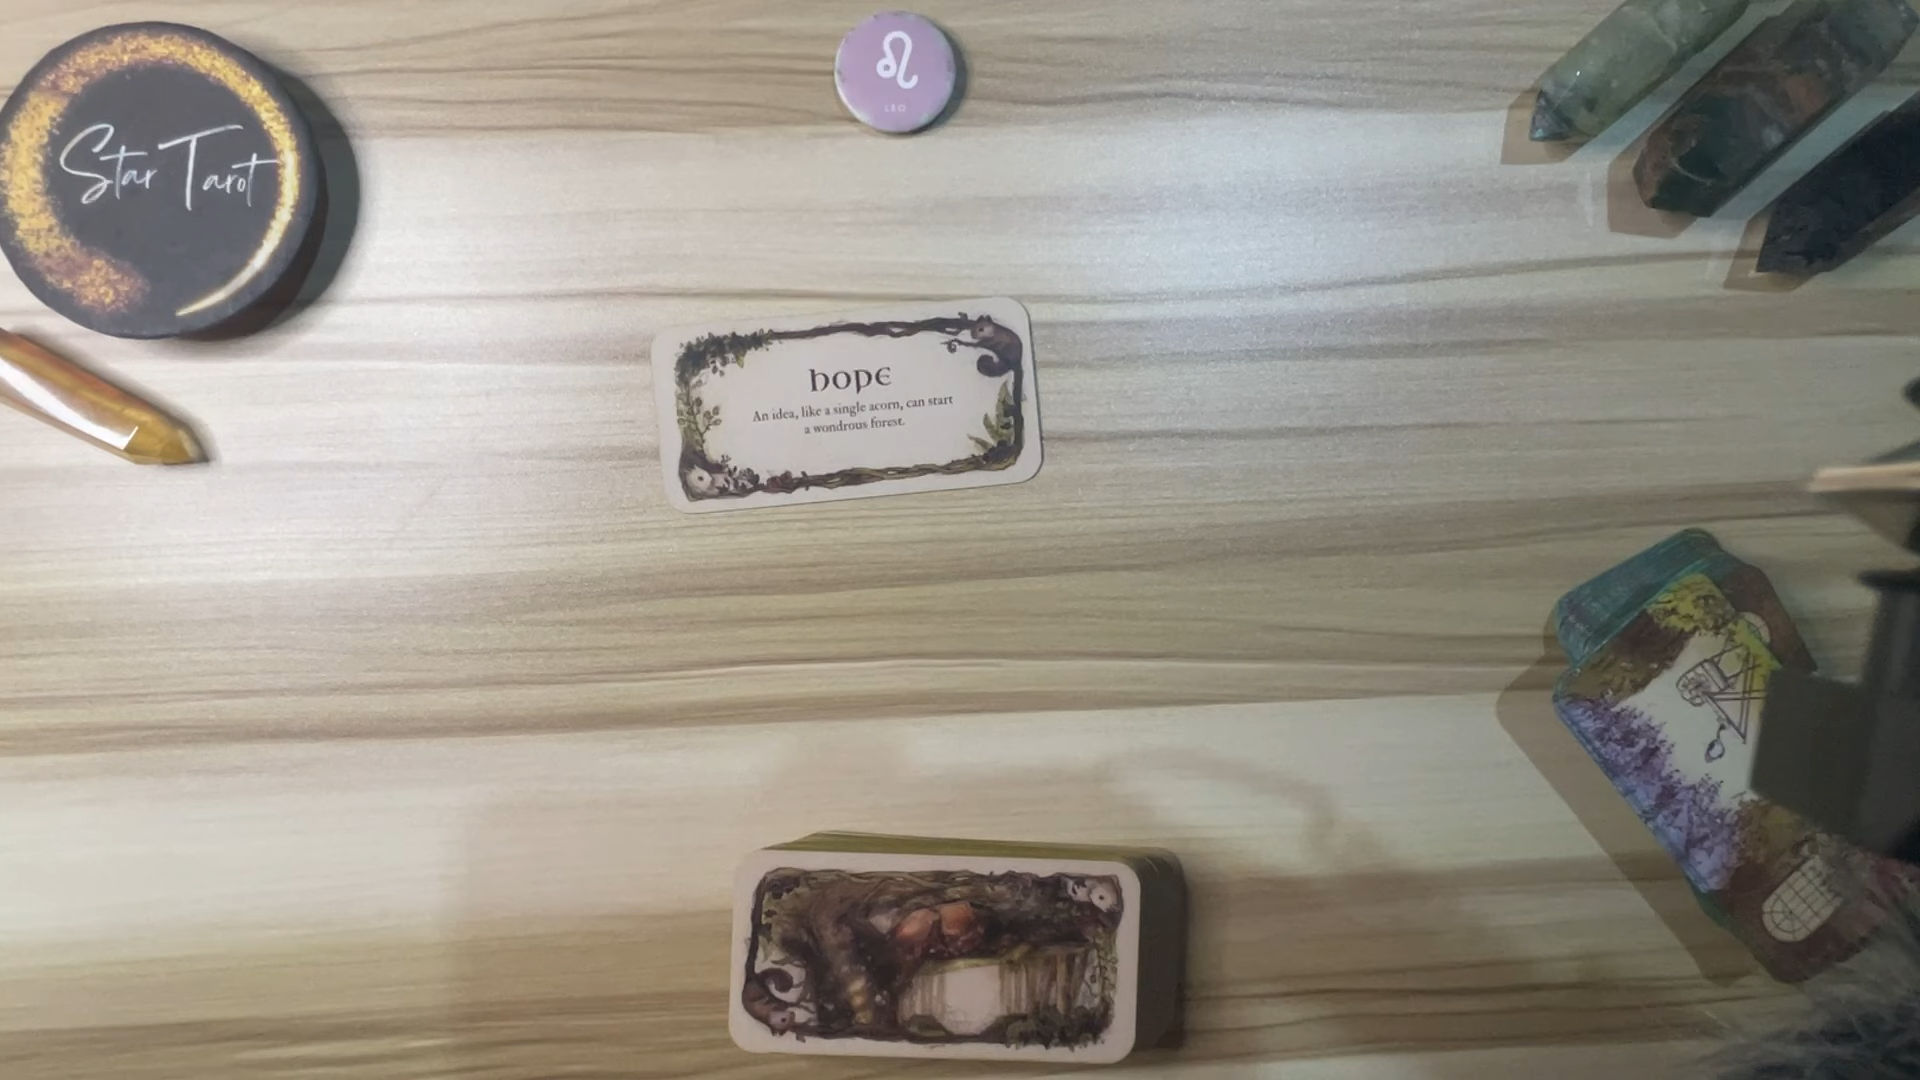 Star Tarot
LEO
hope
An idea, like a single acorn, can start
a wondrous forest.